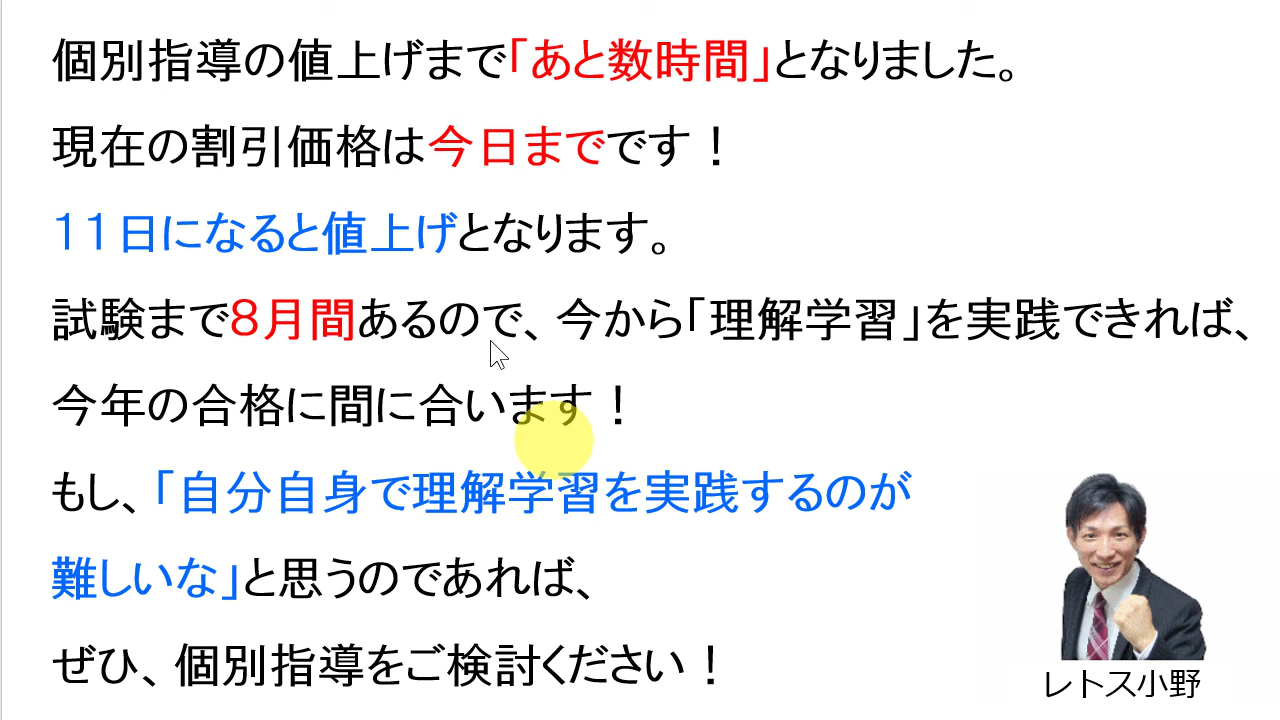 個別指導の値上げまで「あと数時間」となりました。
現在の割引価格は今日までです！
１１日になると値上げとなります。
試験まで８月間あるので、今から「理解学習」を実践できれば、
今年の合格に間に合います！
もし、「自分自身で理解学習を実践するのが
難しいな」と思うのであれば、
ぜひ、個別指導をご検討ください！
レトス小野